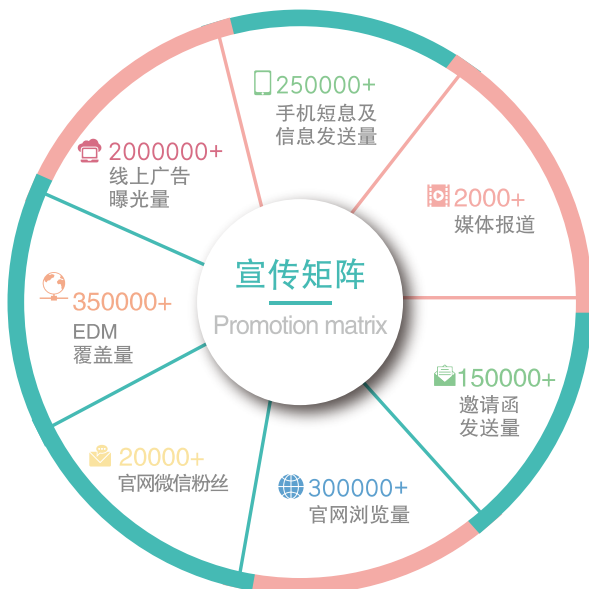 250000+
手机短息及
信息发送量
2000+
媒体报道
150000+
邀请函
发送量
300000+
官网浏览量
20000+
官网微信粉丝
350000+
EDM
覆盖量
2000000+
线上广告
曝光量
宣传矩阵
Promotion matrix